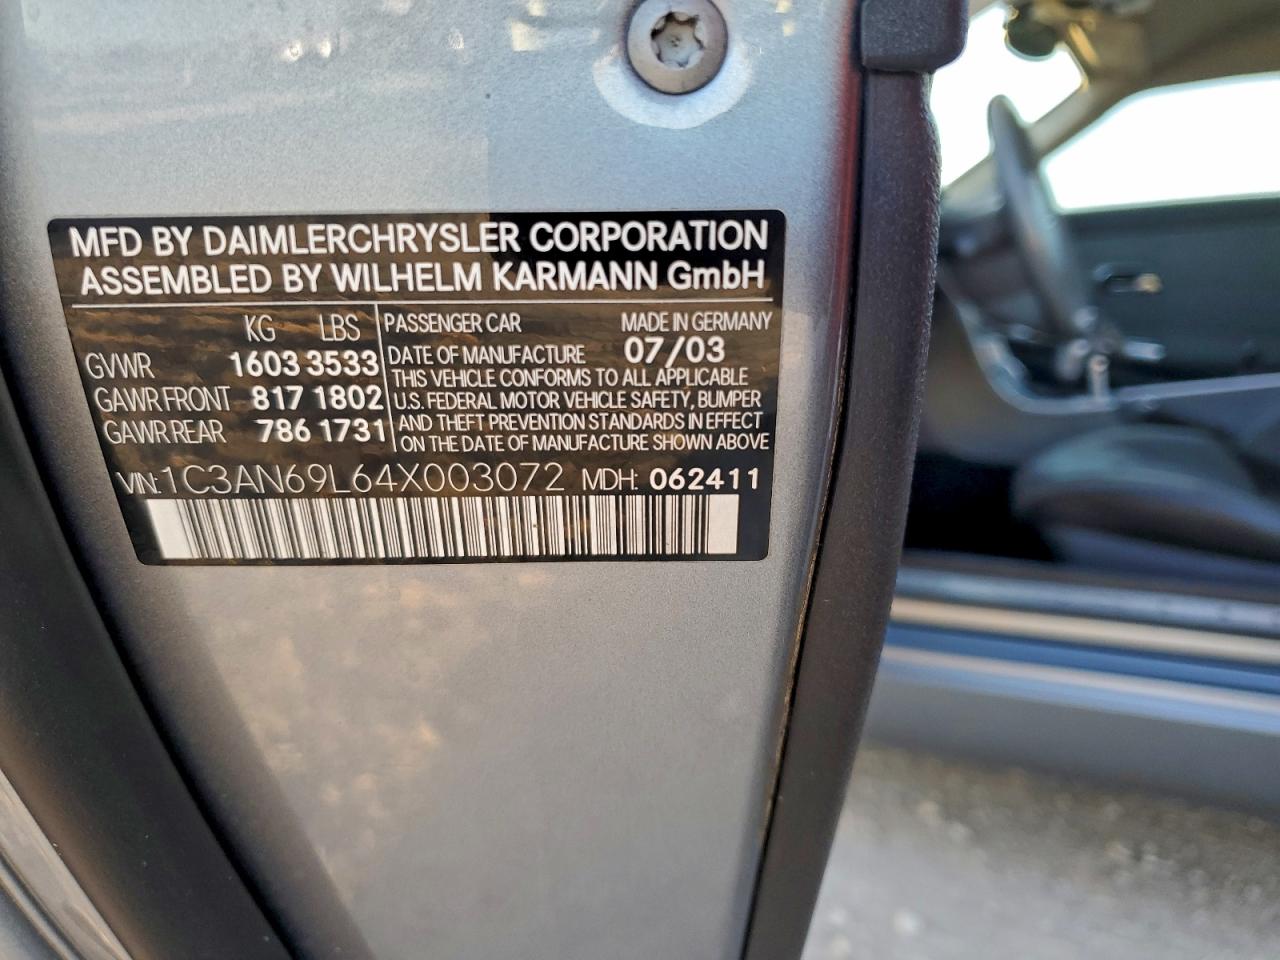 MFD BY DAIMLERCHRYSLER CORPORATION
ASSEMBLED BY WILHELM KARMANN GmbH
KG LBS
GVWR 1603 3533
GAWR FRONT 817 1802
GAWR REAR 786 1731
PASSENGER CAR MADE IN GERMANY
DATE OF MANUFACTURE 07/03
THIS VEHICLE CONFORMS TO ALL APPLICABLE
U.S. FEDERAL MOTOR VEHICLE SAFETY, BUMPER
AND THEFT PREVENTION STANDARDS IN EFFECT
ON THE DATE OF MANUFACTURE SHOWN ABOVE
VIN: 1C3AN69L64X003072 MDH: 062411